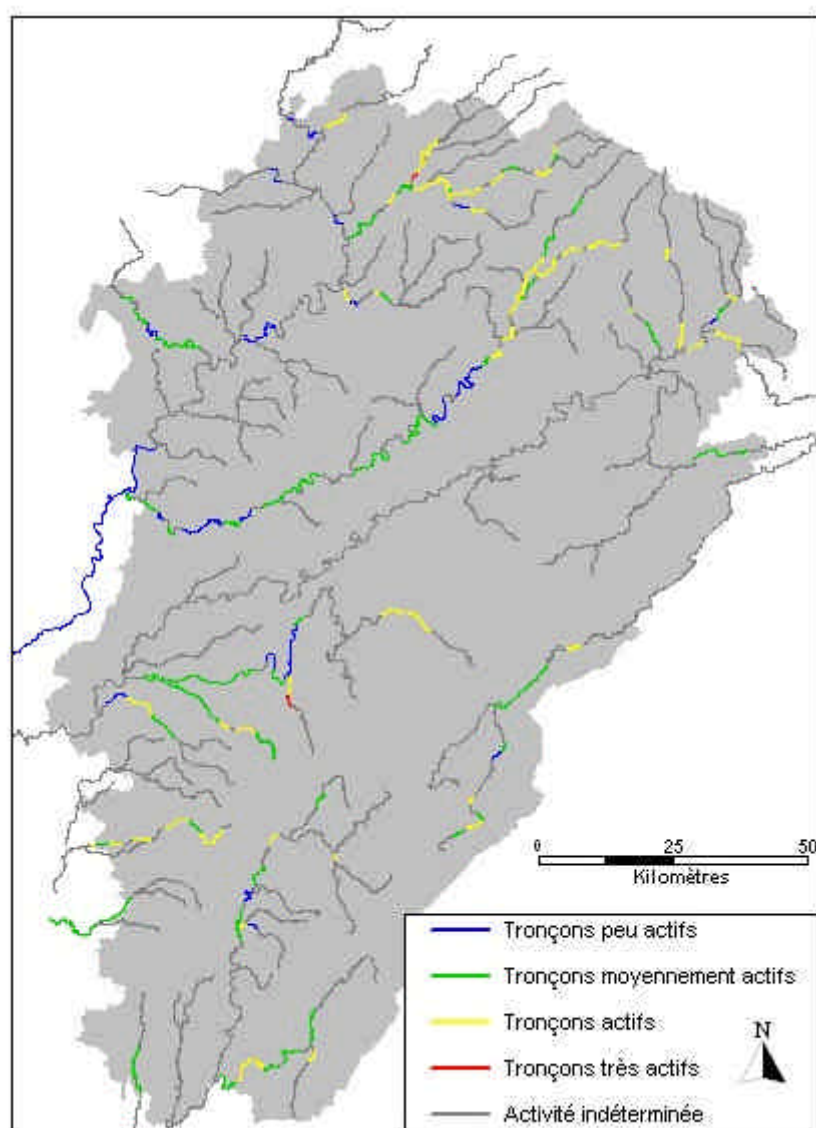 0 25 50
Kilomètres
Tronçons peu actifs
Tronçons moyennement actifs
Tronçons actifs
N
Tronçons très actifs
Activité indéterminée